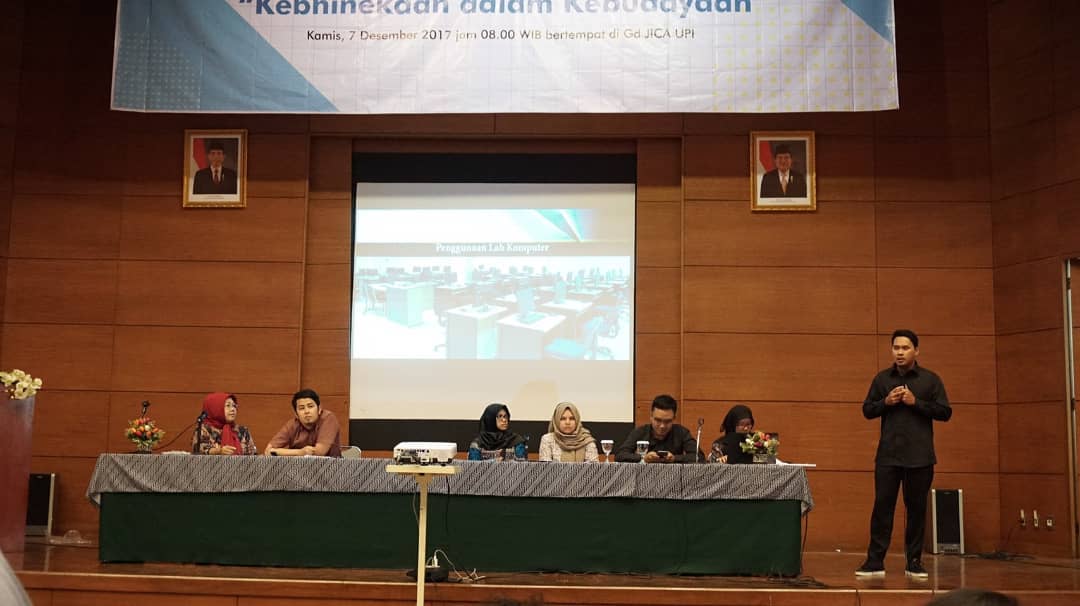 "Kebhinekaan dalam Kebudayaan"
Kamis, 7 Desember 2017 jam 08.00 WIB bertempat di Gd JICA UPI
Penggunaan Lab Komputer